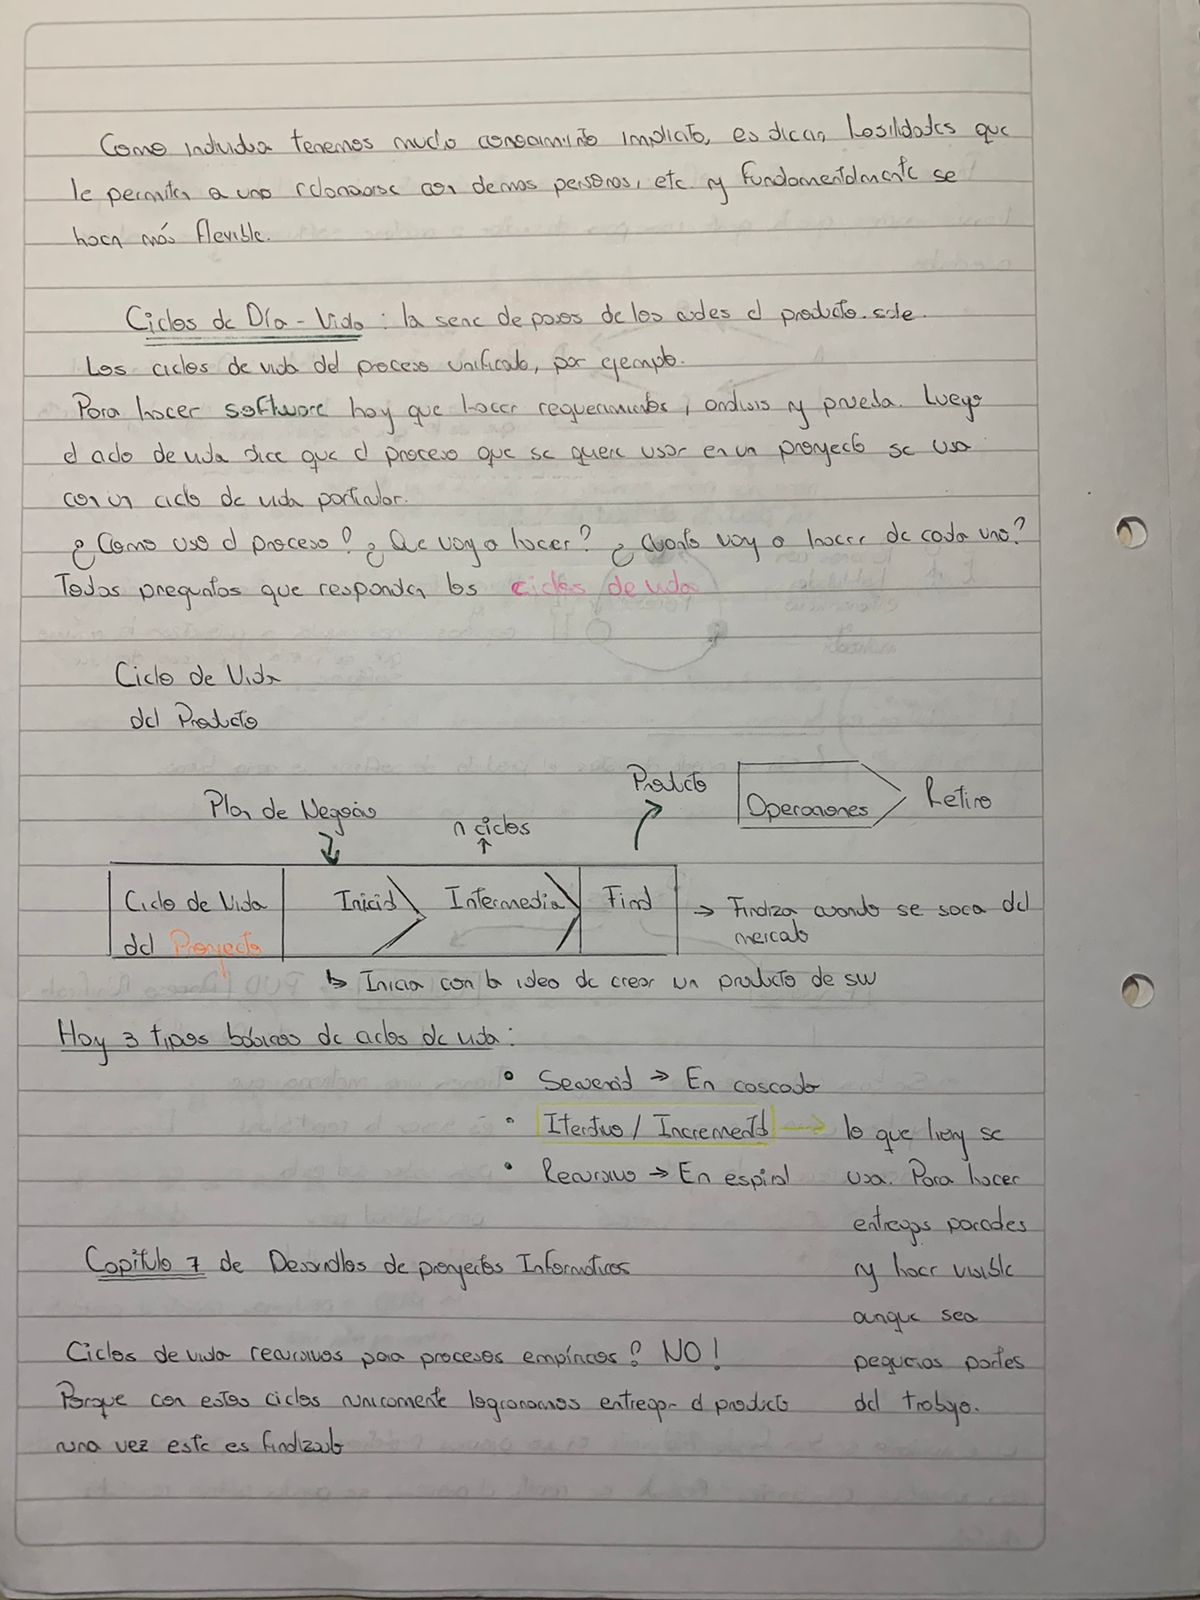 Como individuo tenemos mucho conocimiento implicito, es dicen, habilidades que
le permiten a uno relacionarse con demas personas, etc. y fundamentalmente se
hacen más flexible.
Ciclos de Día - Vida : la serie de pasos de los cuales el producto sale.
Los ciclos de vida del proceso unificado, por ejemplo.
Para hacer software hay que hacer requerimientos, analisis y prueba. Luego
el ciclo de vida dice que el proceso que se quiere usar en un proyecto se usa
con un ciclo de vida particular.
¿Como uso el proceso? ¿Que voy a hacer? ¿Cuanto voy a hacer de cada uno?
Todas preguntas que responden los ciclos de vida
Ciclo de Vida
del Producto
Producto
Operaciones
Retiro
Plan de Negocio
n ciclos
Ciclo de Vida
del Proyecto
Inicial
Intermedia
Final
→ Finaliza cuando se saca del
mercado
↳ Inicia con la idea de crear un producto de sw
Hay 3 tipos básicos de ciclos de vida:
• Secuencial → En cascada
• Iterativo / Incremental → lo que hoy se
usa. Para hacer
• Recursivo → En espiral
entregas parciales
Capitulo 7 de Desarrollos de proyectos Informaticos
y hacer visible
aunque sea
Ciclos de vida recursivos para procesos empíricos? NO!
pequeñas partes
Porque con estos ciclos unicamente logramos entregar el producto
del trabajo.
una vez este es finalizado